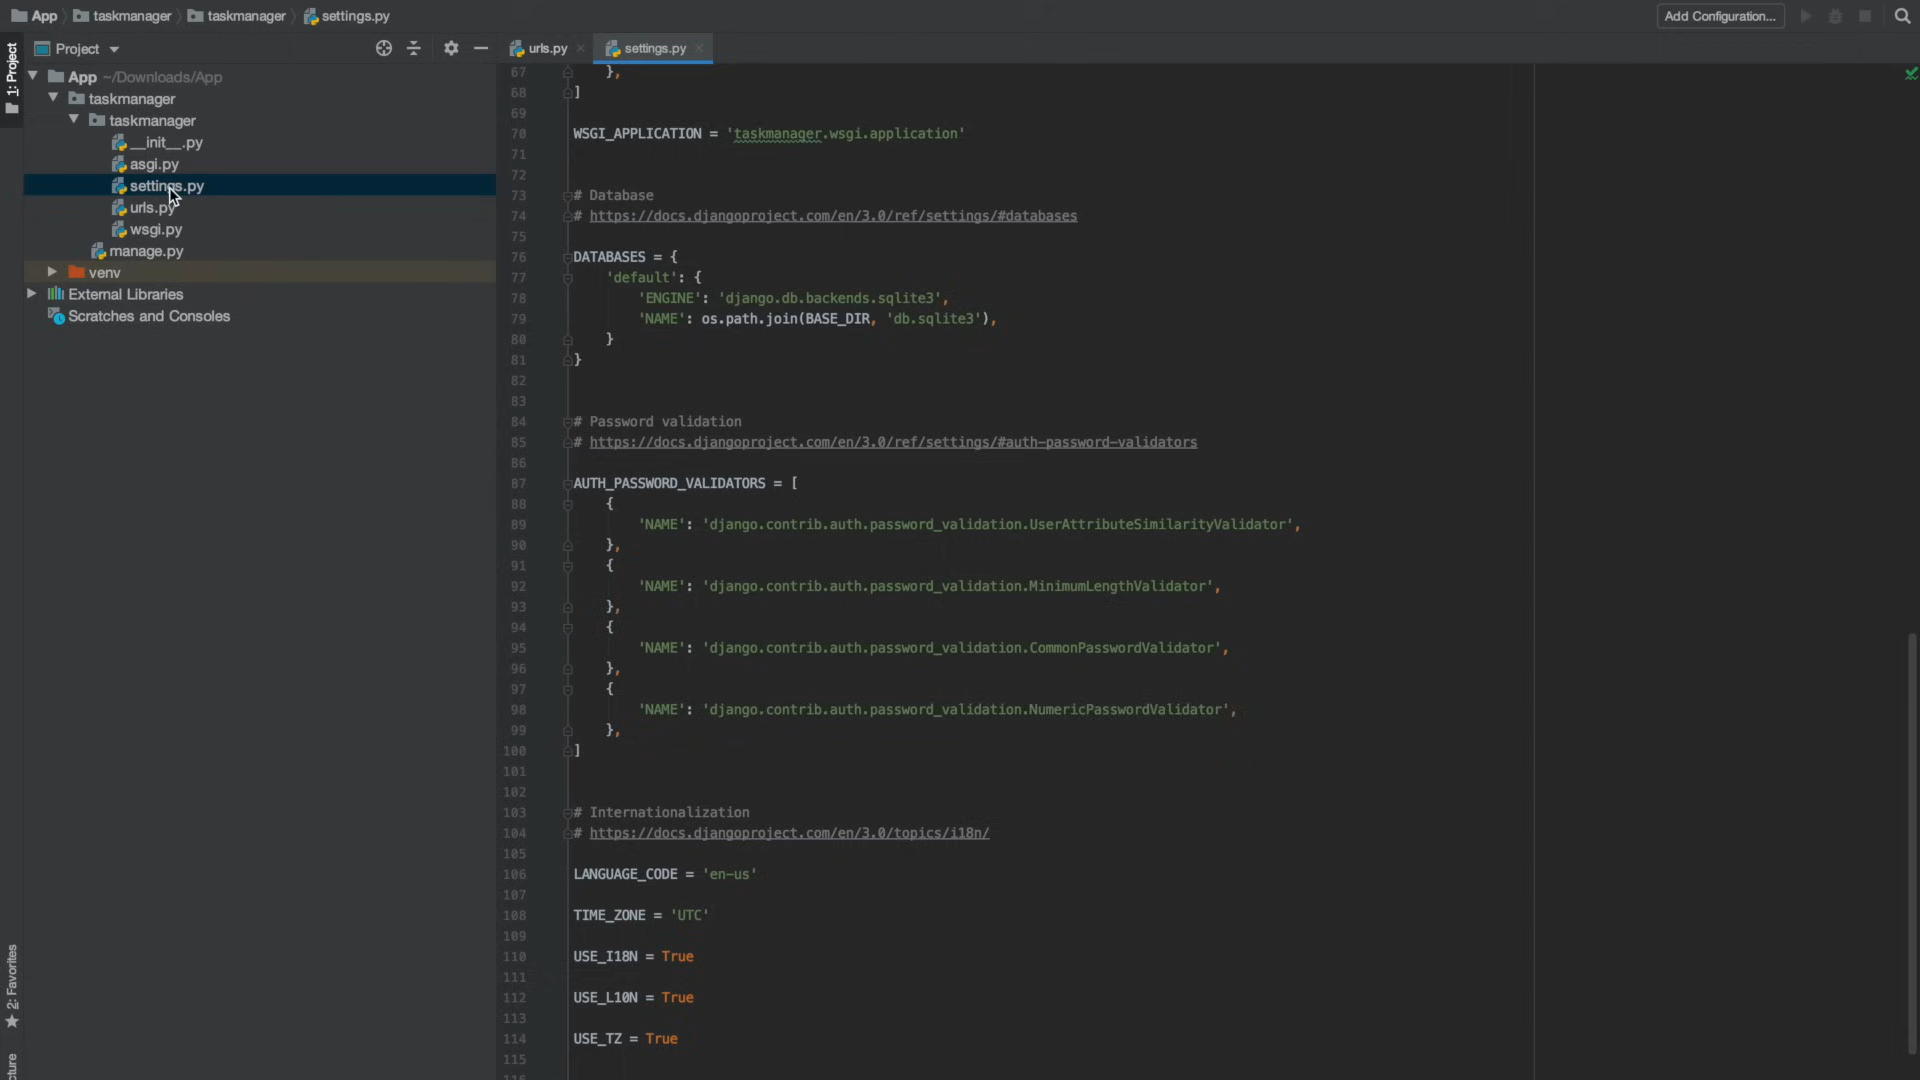 App taskmanager taskmanager settings.py Add Configuration...
1: Project
Project
App ~/Downloads/App
taskmanager
taskmanager
__init__.py
asgi.py
settings.py
urls.py
wsgi.py
manage.py
venv
External Libraries
Scratches and Consoles
2: Favorites
urls.py settings.py
67 },
68 ]
69
70 WSGI_APPLICATION = 'taskmanager.wsgi.application'
71
72
73 # Database
74 # https://docs.djangoproject.com/en/3.0/ref/settings/#databases
75
76 DATABASES = {
77 'default': {
78 'ENGINE': 'django.db.backends.sqlite3',
79 'NAME': os.path.join(BASE_DIR, 'db.sqlite3'),
80 }
81 }
82
83
84 # Password validation
85 # https://docs.djangoproject.com/en/3.0/ref/settings/#auth-password-validators
86
87 AUTH_PASSWORD_VALIDATORS = [
88 {
89 'NAME': 'django.contrib.auth.password_validation.UserAttributeSimilarityValidator',
90 },
91 {
92 'NAME': 'django.contrib.auth.password_validation.MinimumLengthValidator',
93 },
94 {
95 'NAME': 'django.contrib.auth.password_validation.CommonPasswordValidator',
96 },
97 {
98 'NAME': 'django.contrib.auth.password_validation.NumericPasswordValidator',
99 },
100 ]
101
102
103 # Internationalization
104 # https://docs.djangoproject.com/en/3.0/topics/i18n/
105
106 LANGUAGE_CODE = 'en-us'
107
108 TIME_ZONE = 'UTC'
109
110 USE_I18N = True
111
112 USE_L10N = True
113
114 USE_TZ = True
115